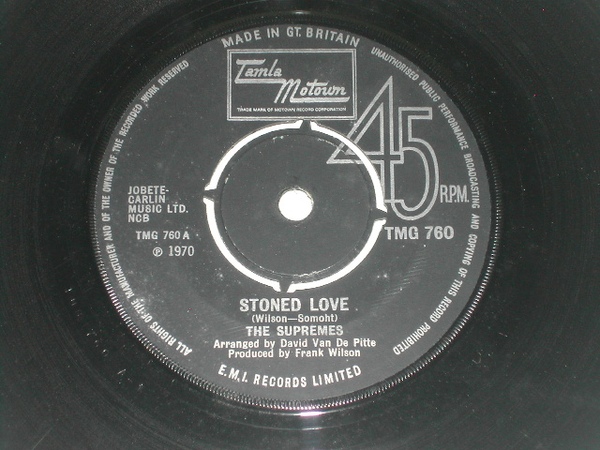 MADE IN GT. BRITAIN
UNAUTHORISED PUBLIC PERFORMANCE BROADCASTING AND COPYING OF THIS RECORD PROHIBITED
ALL RIGHTS OF THE MANUFACTURER AND OF THE OWNER OF THE RECORDED WORK RESERVED
Tamla
Motown
TRADE MARK OF MOTOWN RECORD CORPORATION
45
R.P.M.
JOBETE-
CARLIN
MUSIC LTD.
NCB
TMG 760 A
℗ 1970
TMG 760
STONED LOVE
(Wilson—Somoht)
THE SUPREMES
Arranged by David Van De Pitte
Produced by Frank Wilson
E.M.I. RECORDS LIMITED